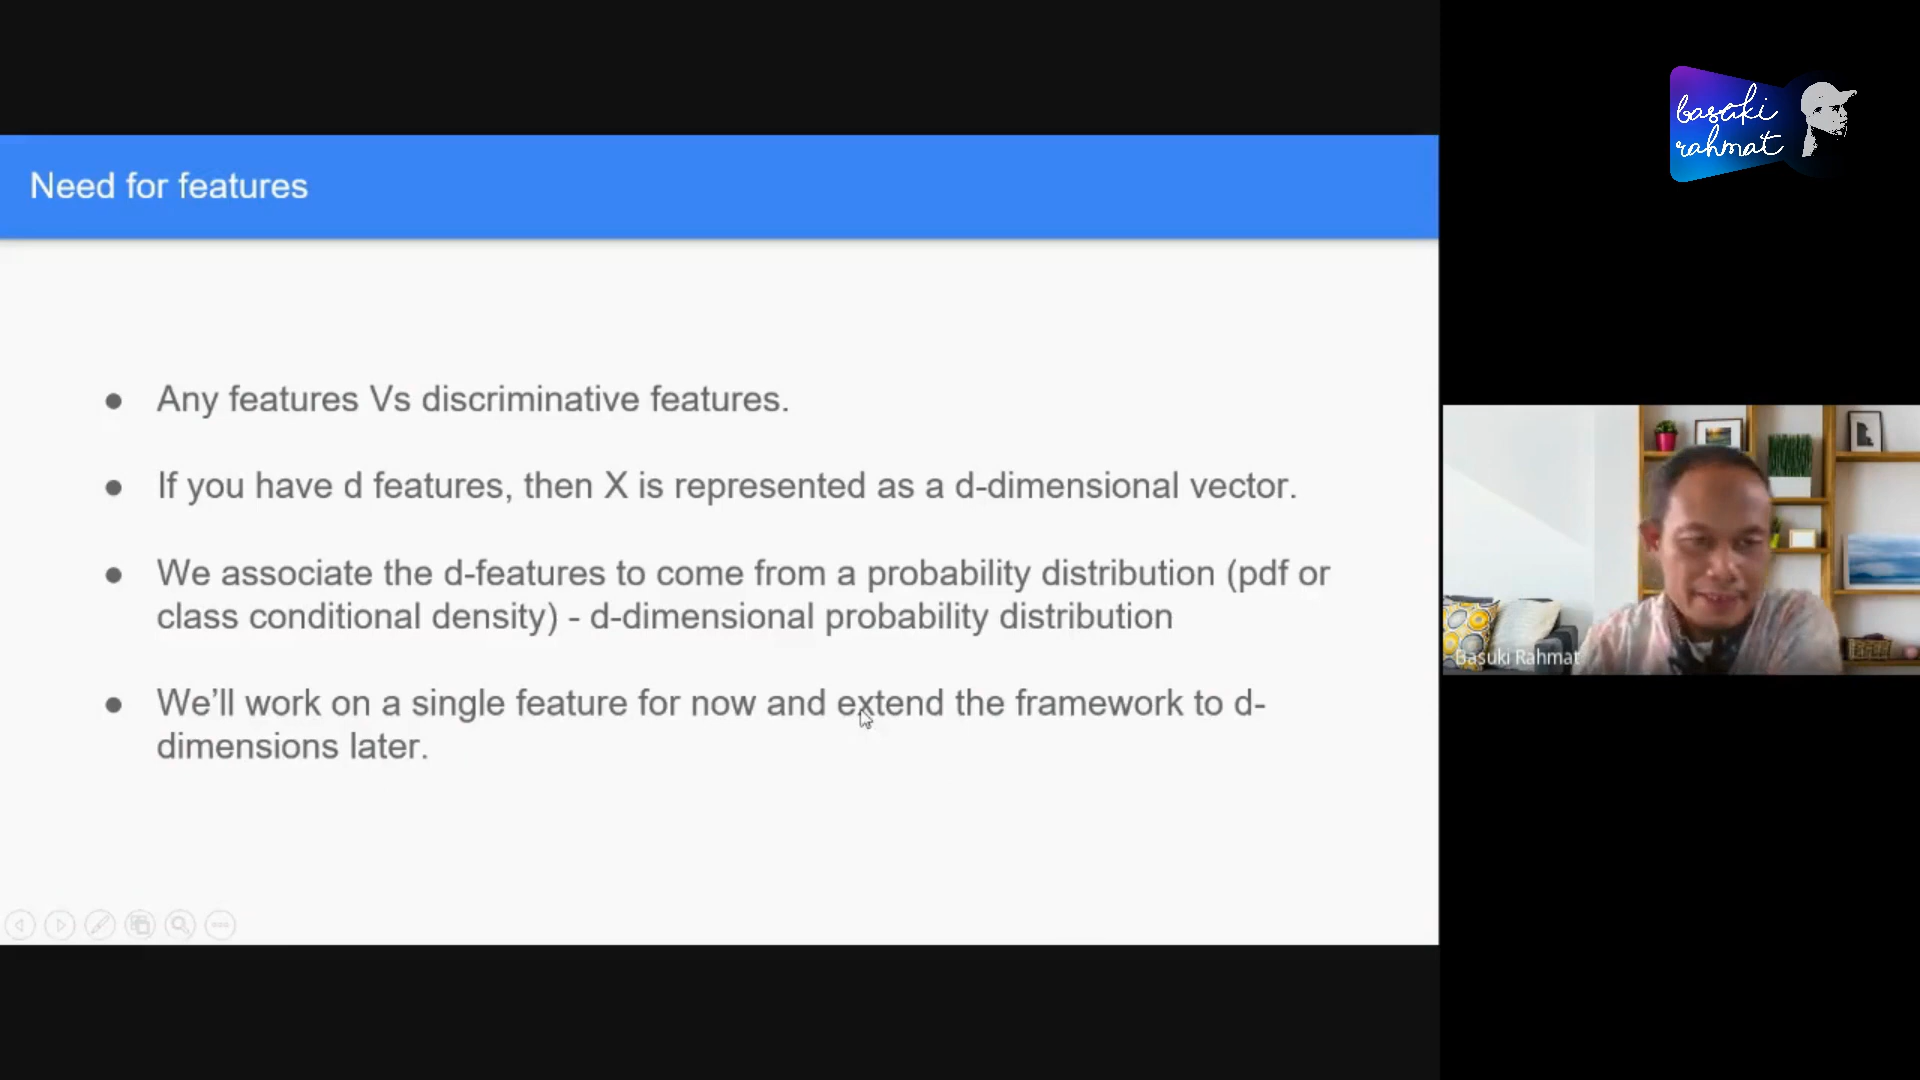 Need for features
Any features Vs discriminative features.
If you have d features, then X is represented as a d-dimensional vector.
We associate the d-features to come from a probability distribution (pdf or
class conditional density) - d-dimensional probability distribution
We’ll work on a single feature for now and extend the framework to d-
dimensions later.
basuki
rahmat
Basuki Rahmat